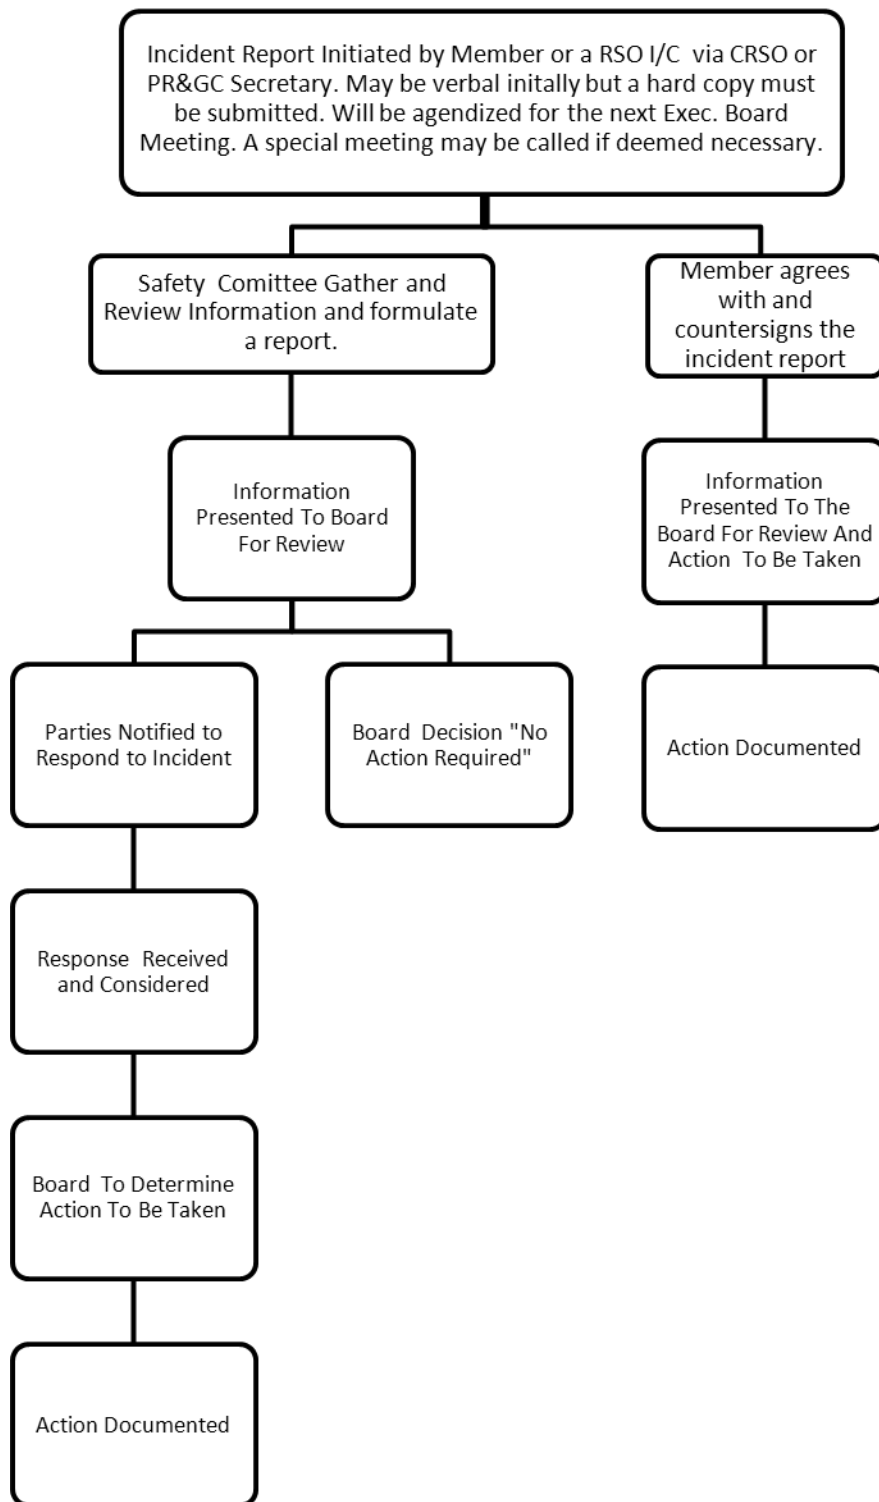 Incident Report Initiated by Member or a RSO I/C via CRSO or
PR&GC Secretary. May be verbal initally but a hard copy must
be submitted. Will be agendized for the next Exec. Board
Meeting. A special meeting may be called if deemed necessary.
Safety Comittee Gather and
Review Information and formulate
a report.
Member agrees
with and
countersigns the
incident report
Information
Presented To Board
For Review
Information
Presented To The
Board For Review And
Action To Be Taken
Parties Notified to
Respond to Incident
Board Decision "No
Action Required"
Action Documented
Response Received
and Considered
Board To Determine
Action To Be Taken
Action Documented